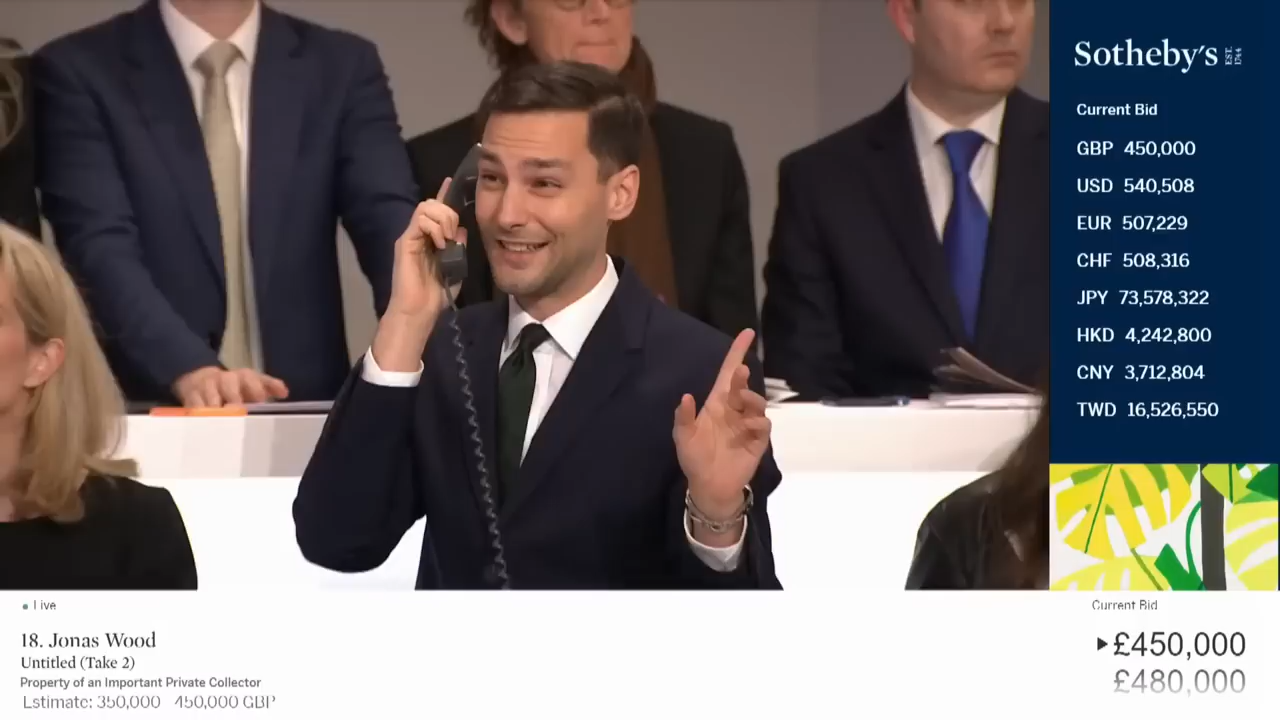 Sotheby's EST. 1744
Current Bid
GBP 450,000
USD 540,508
EUR 507,229
CHF 508,316
JPY 73,578,322
HKD 4,242,800
CNY 3,712,804
TWD 16,526,550
Live
Current Bid
18. Jonas Wood
£450,000
Untitled (Take 2)
Property of an Important Private Collector
£480,000
Estimate: 350,000 450,000 GBP